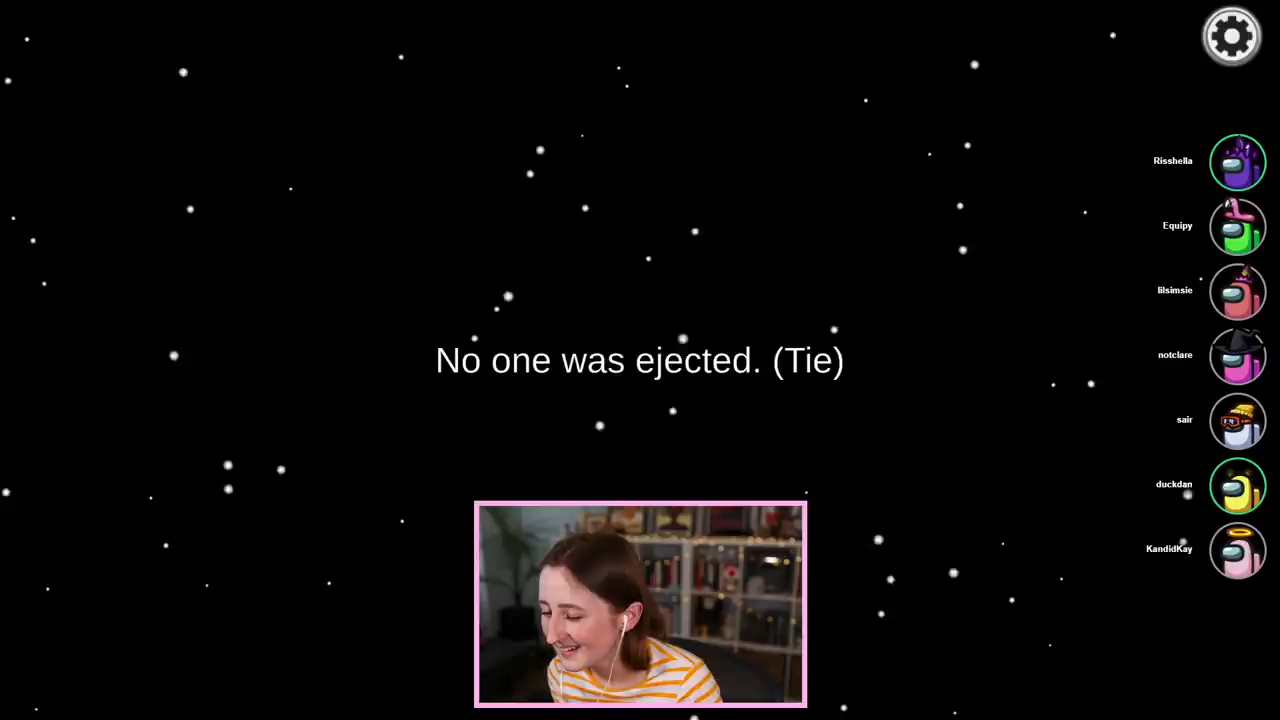 Risshella
Equipy
lilsimsie
notclare
No one was ejected. (Tie)
sair
duckdan
KandidKay